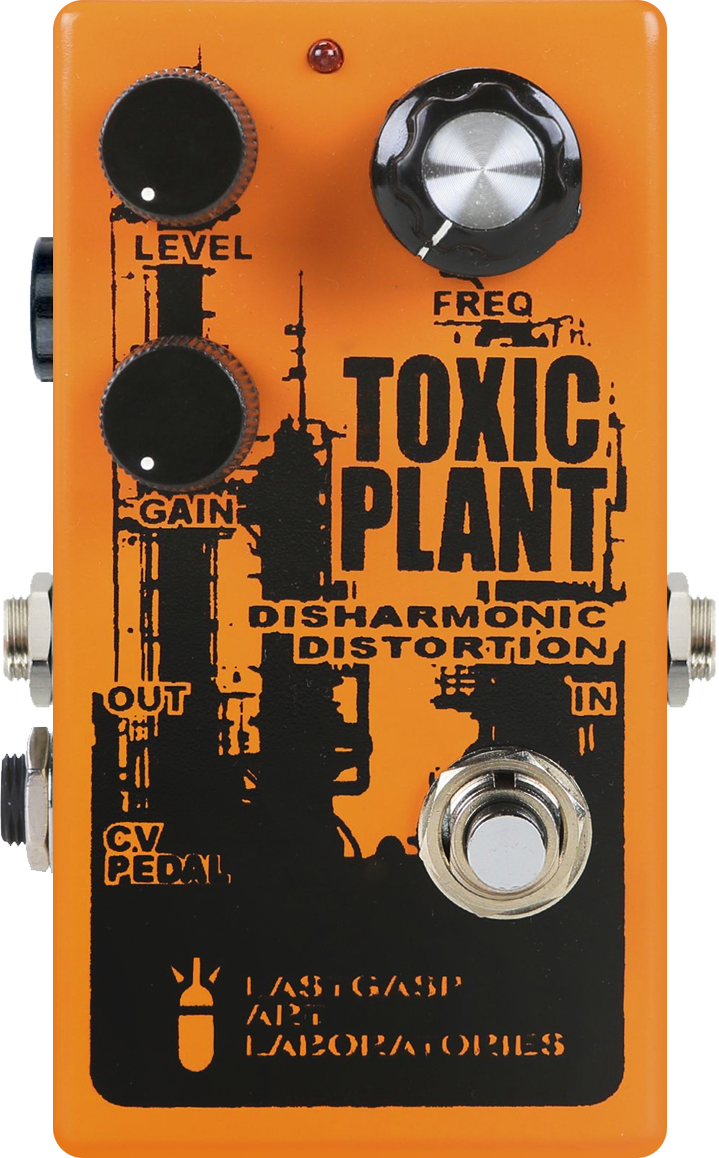 LEVEL
FREQ
GAIN
TOXIC
PLANT
DISHARMONIC
DISTORTION
OUT
IN
CV
PEDAL
LASTGASP
ART
LABORATORIES